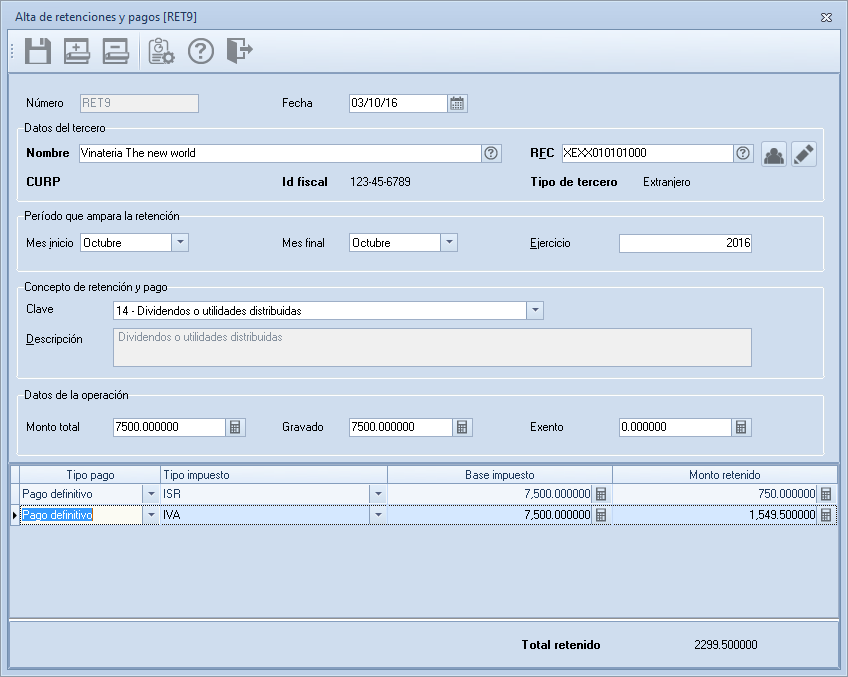 Alta de retenciones y pagos [RET9]
Número RET9 Fecha 03/10/16
Datos del tercero
Nombre Vinateria The new world RFC XEXX010101000
CURP Id fiscal 123-45-6789 Tipo de tercero Extranjero
Período que ampara la retención
Mes inicio Octubre Mes final Octubre Ejercicio 2016
Concepto de retención y pago
Clave 14 - Dividendos o utilidades distribuidas
Descripción Dividendos o utilidades distribuidas
Datos de la operación
Monto total 7500.000000 Gravado 7500.000000 Exento 0.000000
Tipo pago Tipo impuesto Base impuesto Monto retenido
Pago definitivo ISR 7,500.000000 750.000000
Pago definitivo IVA 7,500.000000 1,549.500000
Total retenido 2299.500000